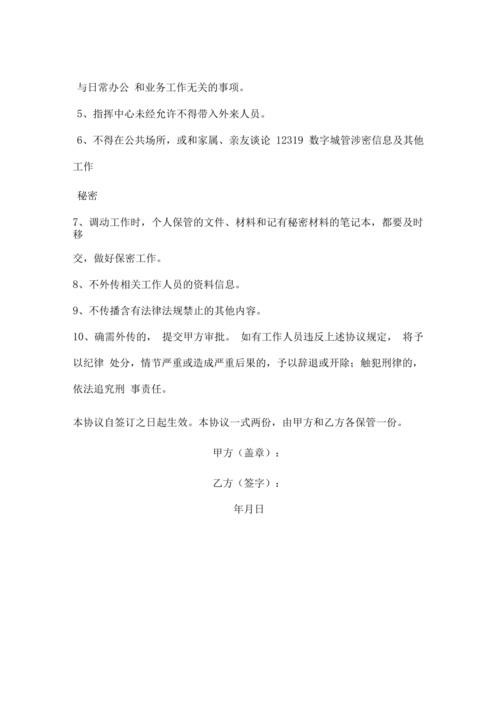 与日常办公 和业务工作无关的事项。
5、指挥中心未经允许不得带入外来人员。
6、不得在公共场所，或和家属、亲友谈论 12319 数字城管涉密信息及其他
工作
秘密
7、调动工作时，个人保管的文件、材料和记有秘密材料的笔记本，都要及时
移
交，做好保密工作。
8、不外传相关工作人员的资料信息。
9、不传播含有法律法规禁止的其他内容。
10、确需外传的， 提交甲方审批。 如有工作人员违反上述协议规定， 将予
以纪律 处分，情节严重或造成严重后果的，予以辞退或开除；触犯刑律的，
依法追究刑 事责任。
本协议自签订之日起生效。本协议一式两份，由甲方和乙方各保管一份。
甲方（盖章）：
乙方（签字）：
年月日